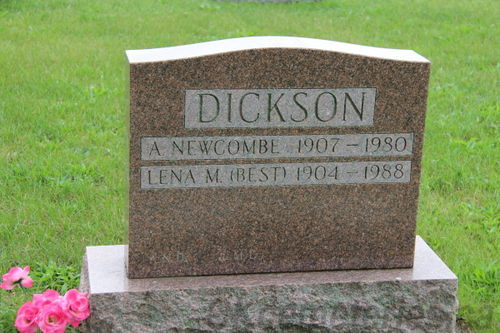 DICKSON
A. NEWCOMBE 1907 – 1980
LENA M. (BEST) 1904 – 1988